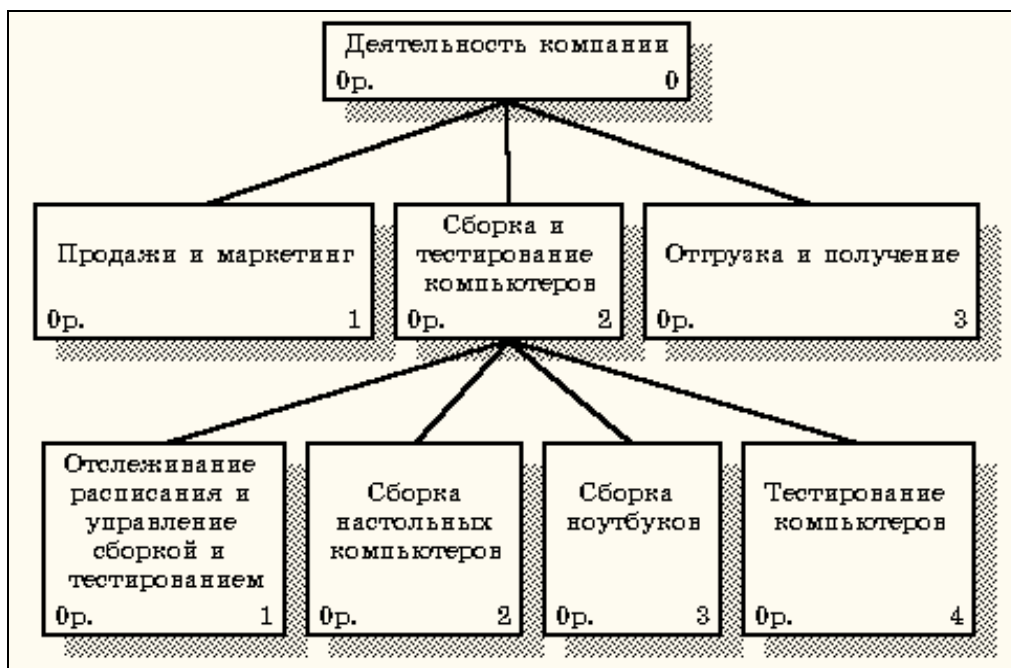 Деятельность компании
0р. 0
Продажи и маркетинг
0р. 1
Сборка и
тестирование
компьютеров
0р. 2
Отгрузка и получение
0р. 3
Отслеживание
расписания и
управление
сборкой и
тестированием
0р. 1
Сборка
настольных
компьютеров
0р. 2
Сборка
ноутбуков
0р. 3
Тестирование
компьютеров
0р. 4